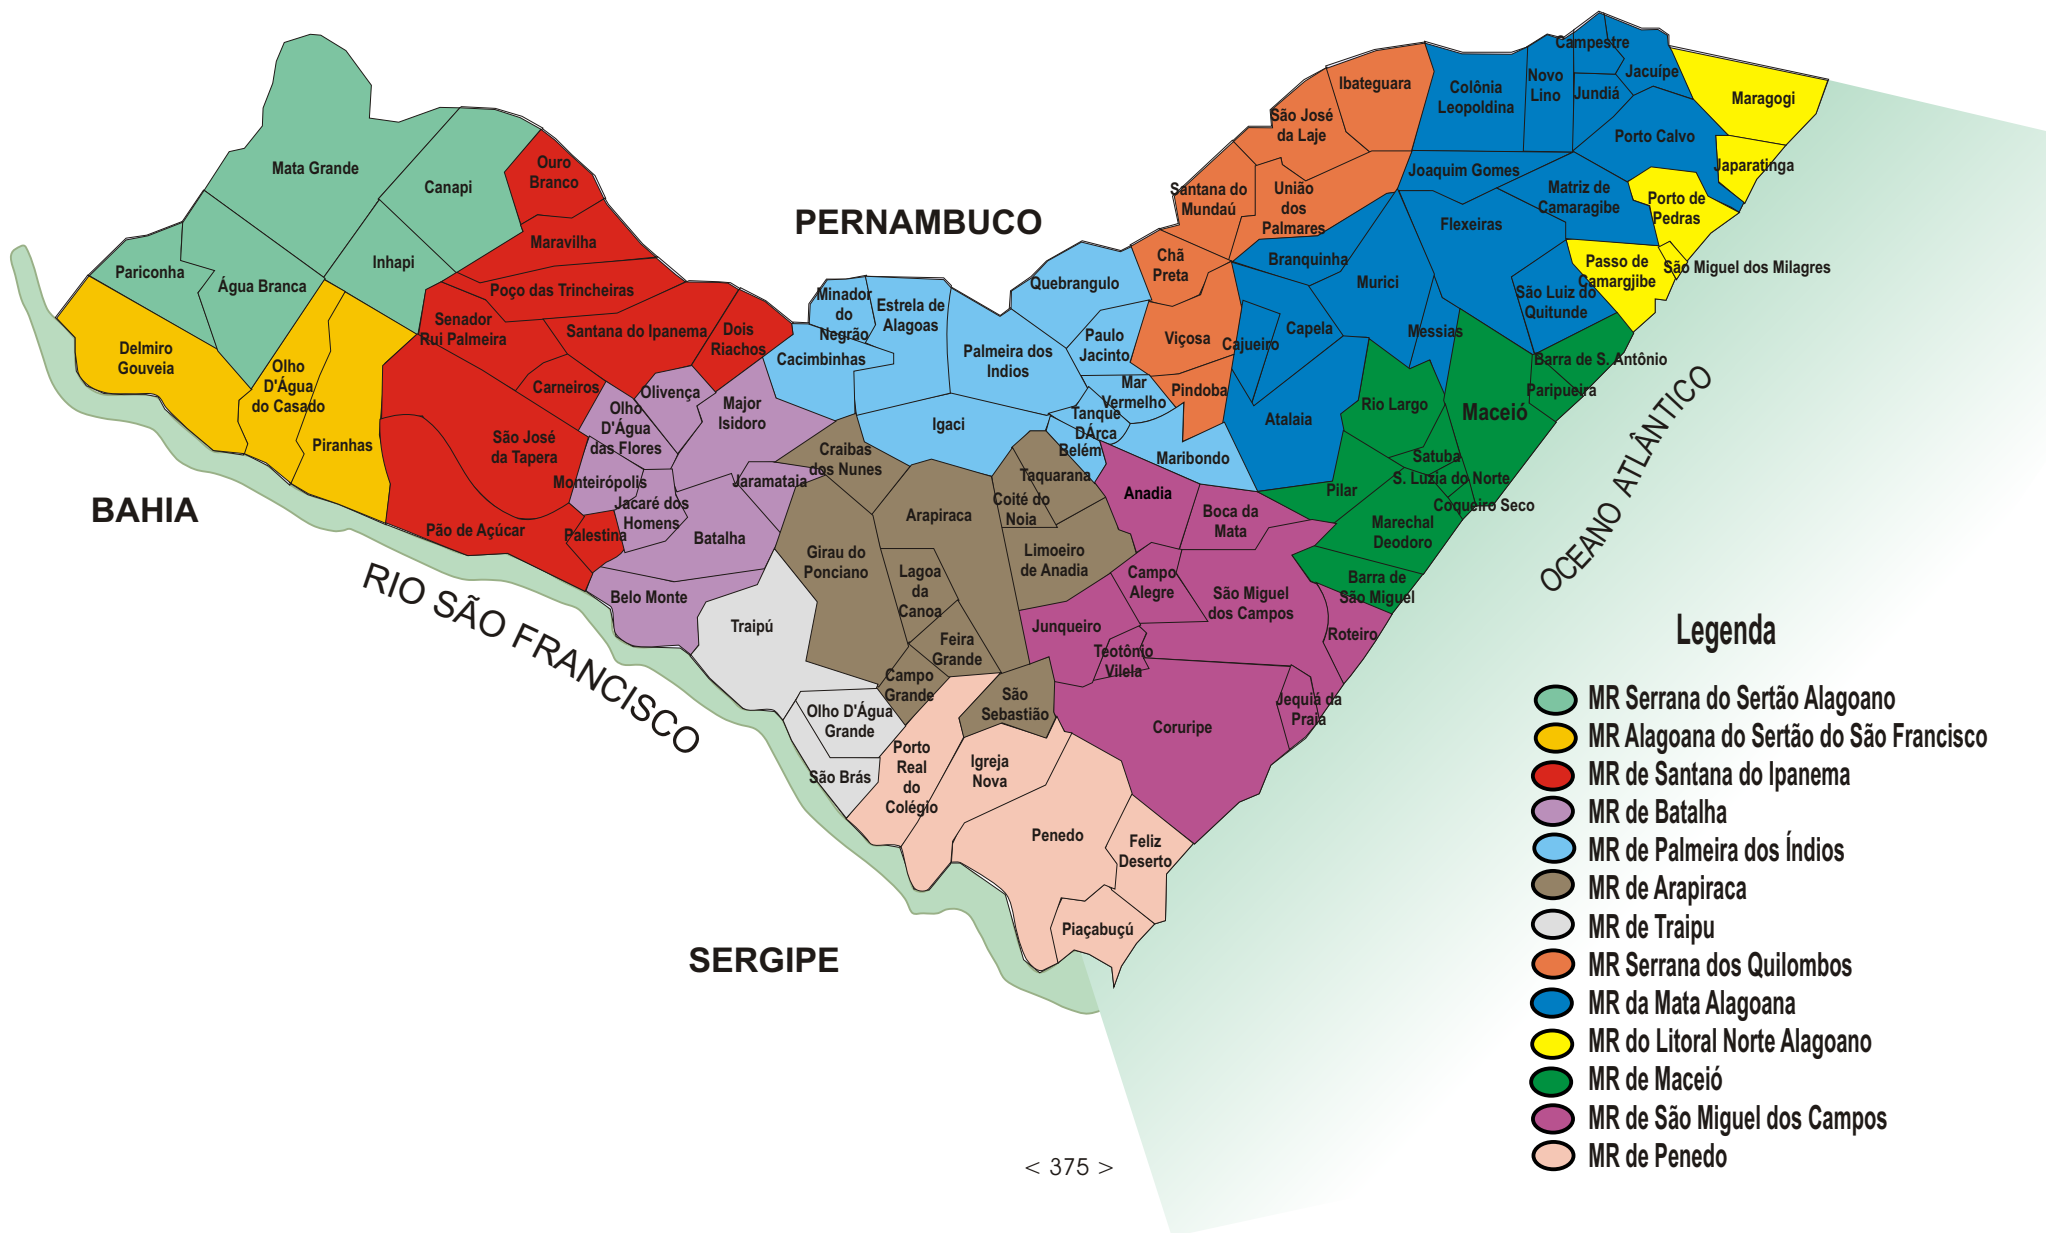 Campestre
Jacuípe
Novo
Lino
Jundiá
Colônia
Leopoldina
Ibateguara
Maragogi
São José
da Laje
Porto Calvo
Japaratinga
Mata Grande
Canapi
Ouro
Branco
Joaquim Gomes
Matriz de
Camaragibe
Porto de
Pedras
Santana do
Mundaú
União
dos
Palmares
Flexeiras
PERNAMBUCO
Maravilha
Inhapi
Pariconha
Água Branca
Chã
Preta
Branquinha
Murici
Passo de
Camargjibe
São Miguel dos Milagres
Poço das Trincheiras
Quebrangulo
Minador
do
Negrão
Estrela de
Alagoas
São Luiz do
Quitunde
Senador
Rui Palmeira
Santana do Ipanema
Dois
Riachos
Capela
Messias
Viçosa
Cajueiro
Paulo
Jacinto
Palmeira dos
Indios
Cacimbinhas
Delmiro
Gouveia
Olho
D'Água
do Casado
Barra de S. Antônio
Paripueira
Carneiros
Olivença
Mar
Vermelho
Pindoba
Rio Largo
Maceió
Atalaia
Major
Isidoro
Olho
D'Água
das Flores
Tanque
DÁrca
Igaci
Belém
Maribondo
Piranhas
São José
da Tapera
Craibas
dos Nunes
Satuba
S. Luzia do Norte
Coqueiro Seco
Pilar
Taquarana
Jaramataia
Monteirópolis
Anadia
Coité do
Noia
Jacaré dos
Homens
Arapiraca
Boca da
Mata
Marechal
Deodoro
BAHIA
Pão de Açúcar
Palestina
Batalha
Girau do
Ponciano
Limoeiro
de Anadia
OCEANO ATLÂNTICO
Lagoa
da
Canoa
Campo
Alegre
São Miguel
dos Campos
Barra de
São Miguel
Belo Monte
RIO SÃO FRANCISCO
Traipú
Junqueiro
Roteiro
Feira
Grande
Teotônio
Vilela
Campo
Grande
São
Sebastião
Jequiá da
Praia
Coruripe
Olho D'Água
Grande
Porto
Real
do
Colégio
Igreja
Nova
São Brás
Penedo
Feliz
Deserto
Piaçabuçú
SERGIPE
Legenda
MR Serrana do Sertão Alagoano
MR Alagoana do Sertão do São Francisco
MR de Santana do Ipanema
MR de Batalha
MR de Palmeira dos Índios
MR de Arapiraca
MR de Traipu
MR Serrana dos Quilombos
MR da Mata Alagoana
MR do Litoral Norte Alagoano
MR de Maceió
MR de São Miguel dos Campos
MR de Penedo
< 375 >